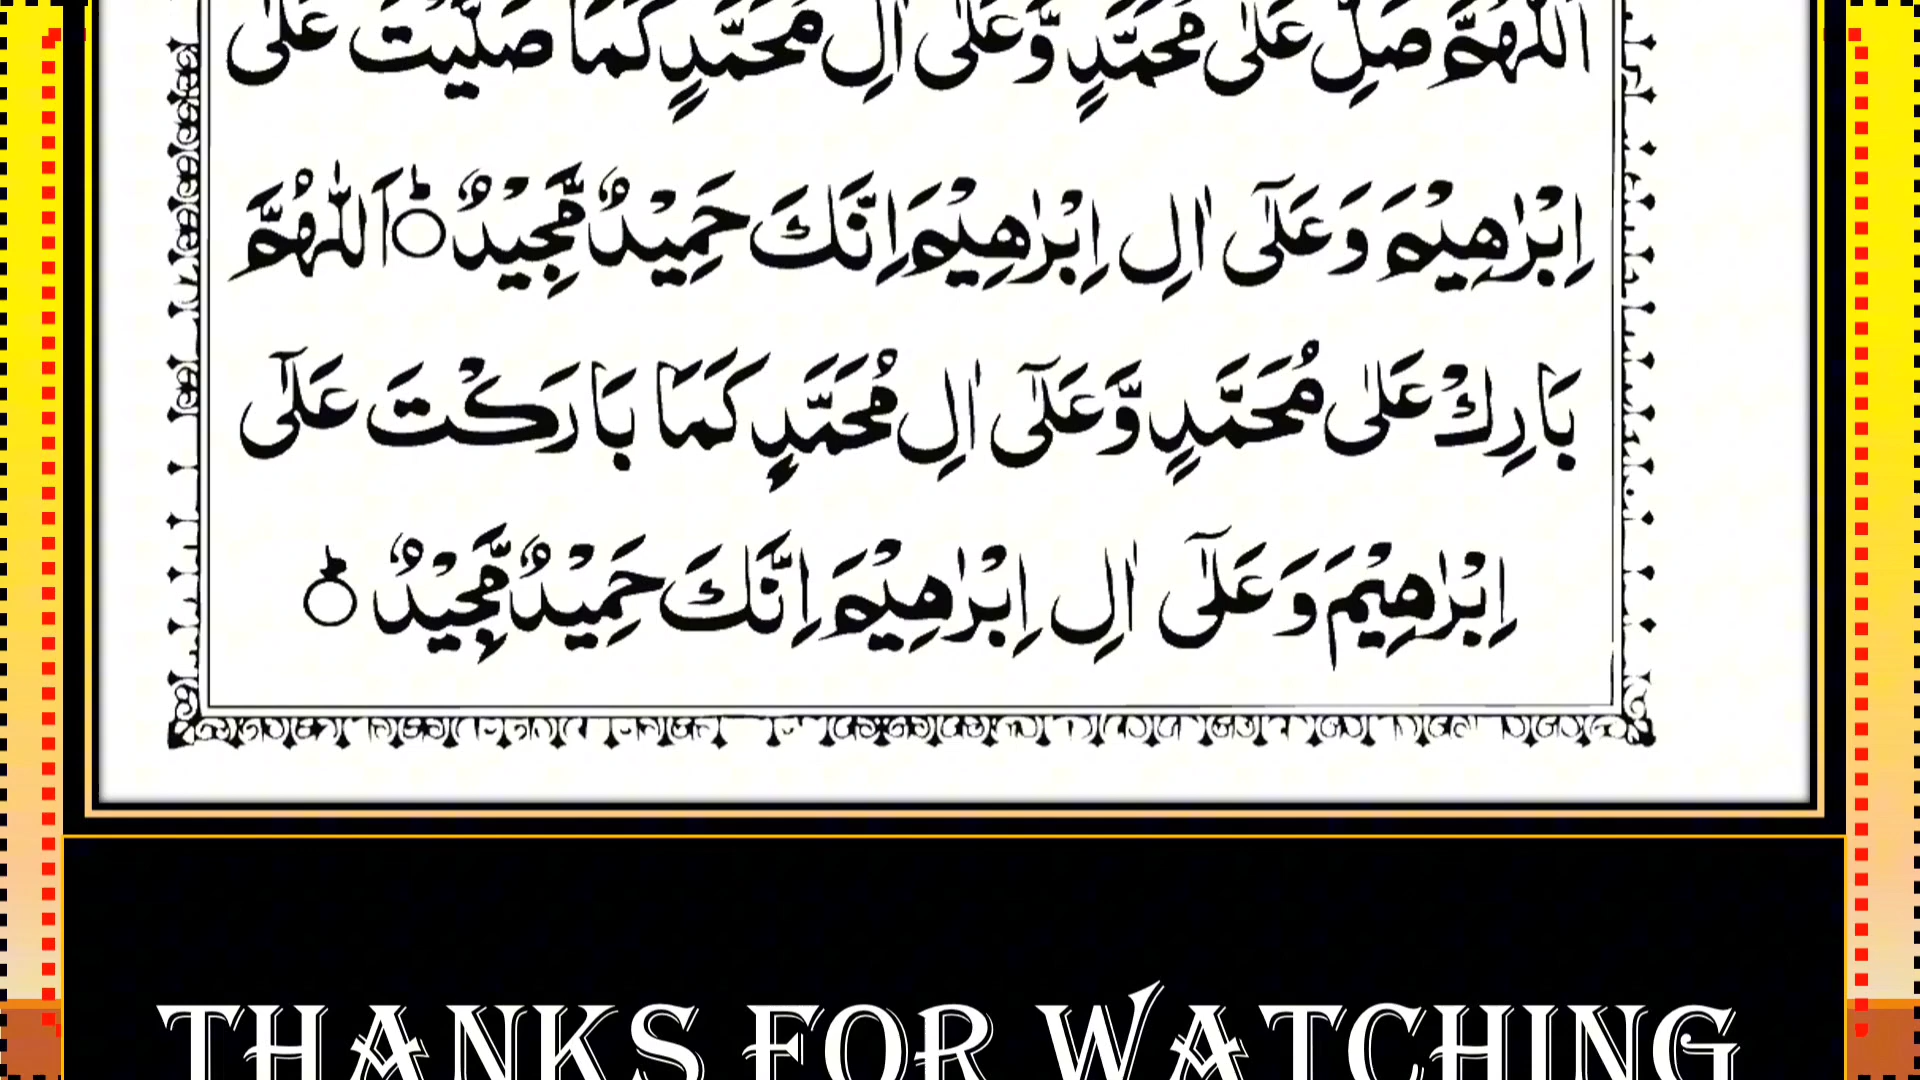 اَللّٰهُمَّ صَلِّ عَلٰى مُحَمَّدٍ وَّعَلٰٓى اٰلِ مُحَمَّدٍ كَمَا صَلَّيْتَ عَلٰٓى
اِبْرٰهِيْمَ وَعَلٰٓى اٰلِ اِبْرٰهِيْمَ اِنَّكَ حَمِيْدٌ مَّجِيْدٌ ؕ اَللّٰهُمَّ
بَارِكْ عَلٰى مُحَمَّدٍ وَّعَلٰٓى اٰلِ مُحَمَّدٍ كَمَا بَارَكْتَ عَلٰٓى
اِبْرٰهِيْمَ وَعَلٰٓى اٰلِ اِبْرٰهِيْمَ اِنَّكَ حَمِيْدٌ مَّجِيْدٌ ؕ
THANKS FOR WATCHING